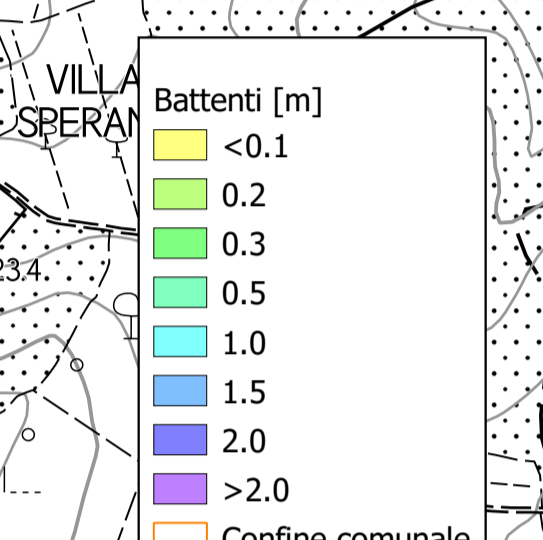 VILLA
SPERAN
Battenti [m]
<0.1
0.2
0.3
0.5
1.0
1.5
2.0
>2.0
Confine comunale
23.4